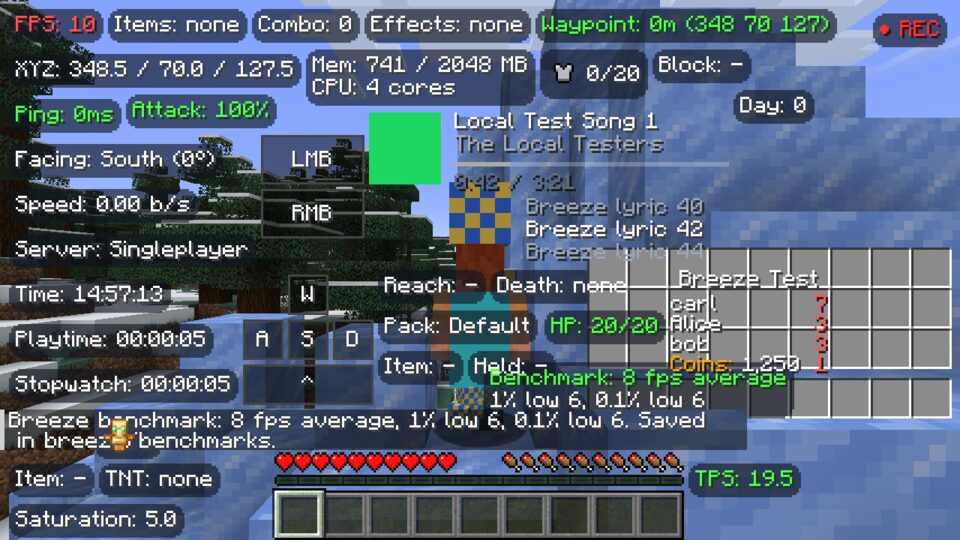 FPS: 10
Items: none
Combo: 0
Effects: none
Waypoint: 0m (348 70 127)
● REC
XYZ: 348.5 / 70.0 / 127.5
Mem: 741 / 2048 MB
CPU: 4 cores
0/20
Block: -
Ping: 0ms
Attack: 100%
Day: 0
Local Test Song 1
The Local Testers
0:42 / 3:21
Facing: South (0°)
LMB
RMB
Speed: 0.00 b/s
Breeze lyric 40
Breeze lyric 42
Breeze lyric 44
Server: Singleplayer
Time: 14:57:13
W
Reach: -
Death: none
Breeze Test
carl 7
Alice 3
bob 3
Coins: 1,250 1
Playtime: 00:00:05
A
S
D
Pack: Default
HP: 20/20
Item: -
Held: -
Stopwatch: 00:00:05
^
Benchmark: 8 fps average
1% low 6, 0.1% low 6
Breeze benchmark: 8 fps average, 1% low 6, 0.1% low 6. Saved
in breeze/benchmarks.
Item: -
TNT: none
TPS: 19.5
Saturation: 5.0